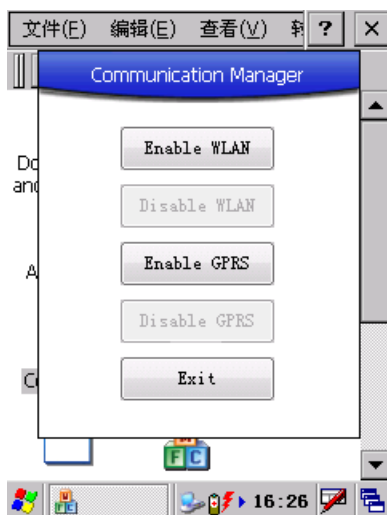 文件(F) 编辑(E) 查看(V) ?
Communication Manager
Enable WLAN
Disable WLAN
Enable GPRS
Disable GPRS
Exit
M
F C
16:26